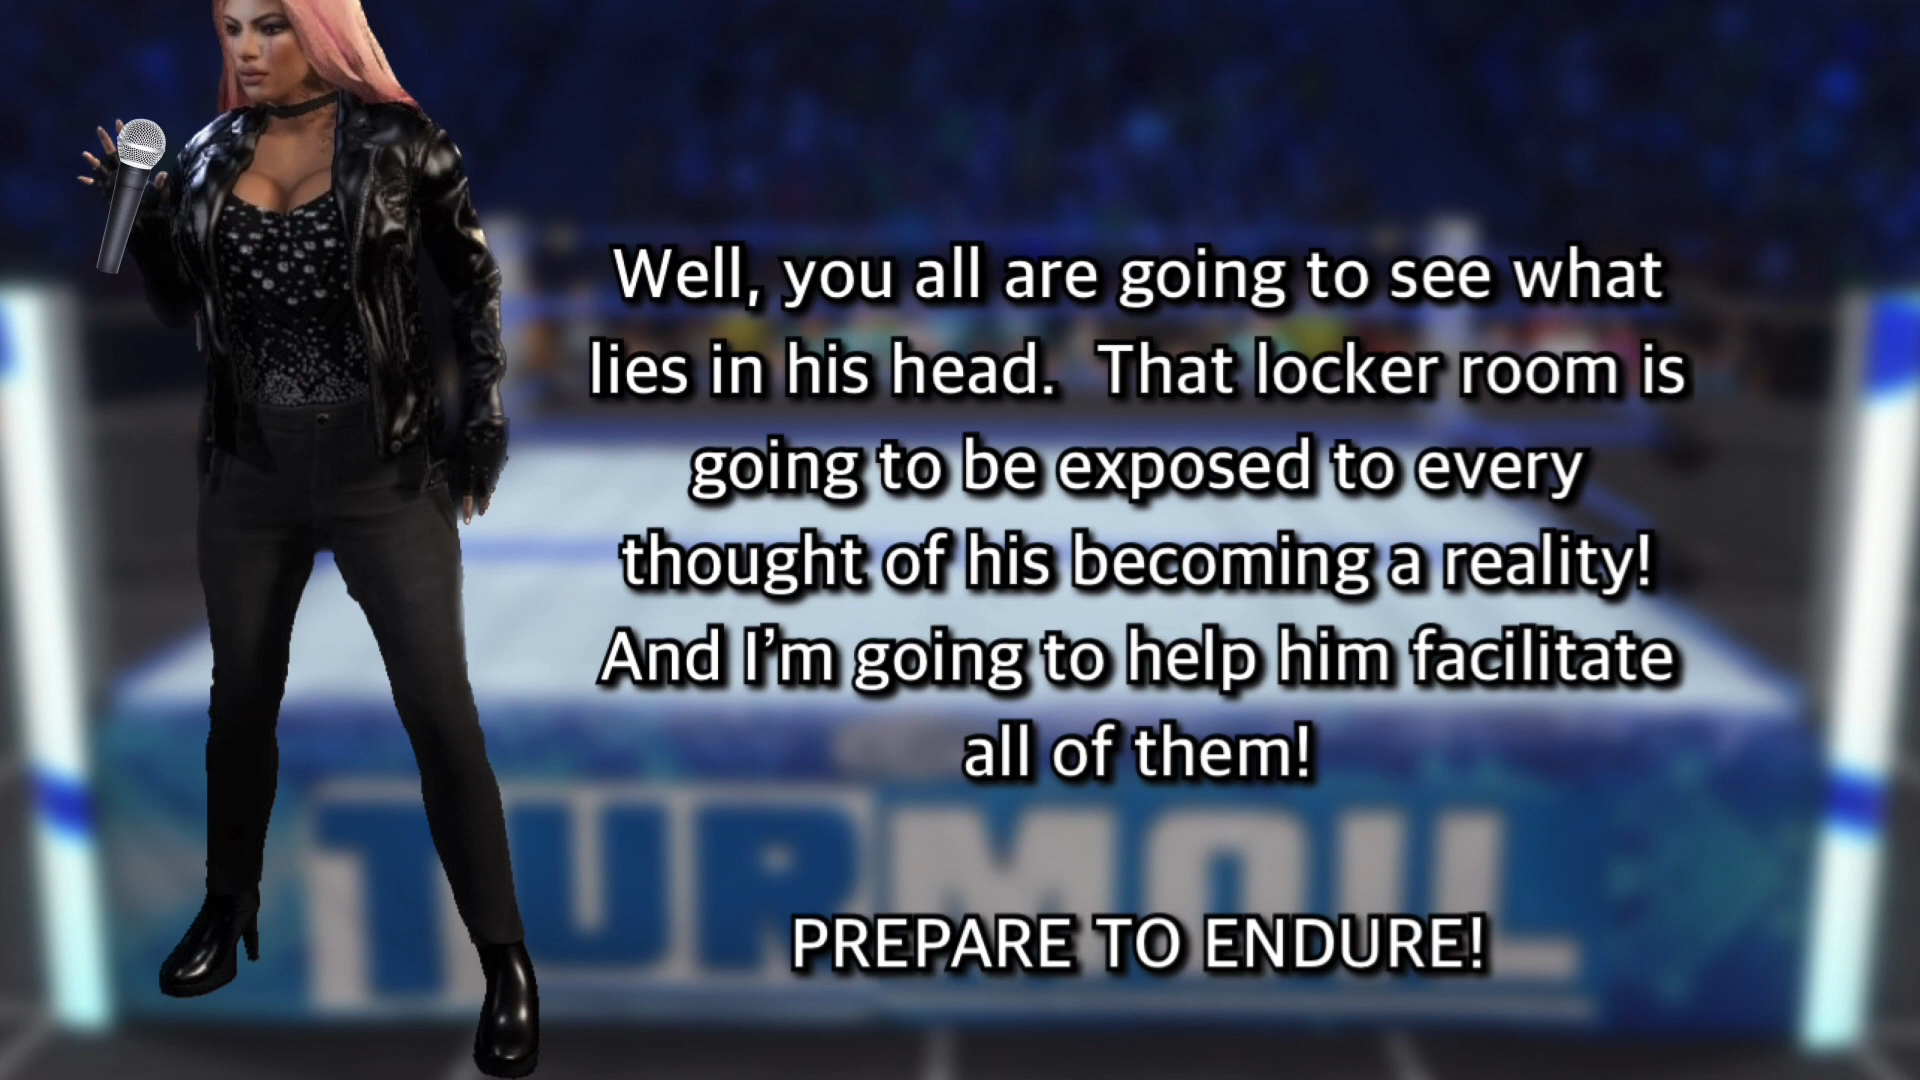 Well, you all are going to see what
lies in his head.  That locker room is
going to be exposed to every
thought of his becoming a reality!
And I’m going to help him facilitate
all of them!
PREPARE TO ENDURE!
TURMOIL